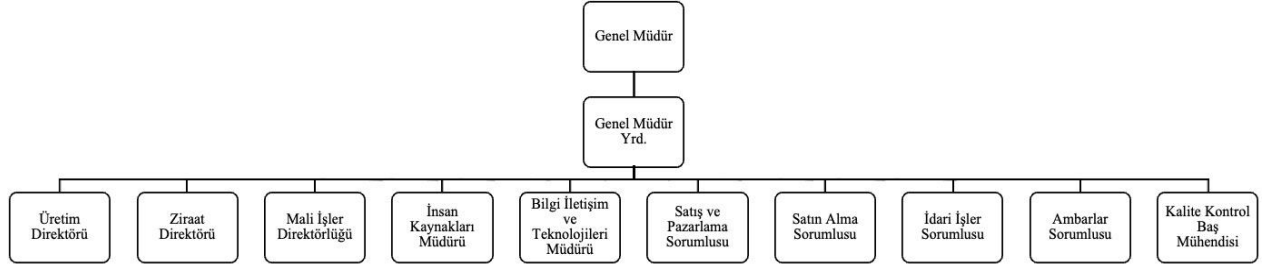 Genel Müdür
Genel Müdür
Yrd.
Üretim
Direktörü
Ziraat
Direktörü
Mali İşler
Direktörlüğü
İnsan
Kaynakları
Müdürü
Bilgi İletişim
ve
Teknolojileri
Müdürü
Satış ve
Pazarlama
Sorumlusu
Satın Alma
Sorumlusu
İdari İşler
Sorumlusu
Ambarlar
Sorumlusu
Kalite Kontrol
Baş
Mühendisi